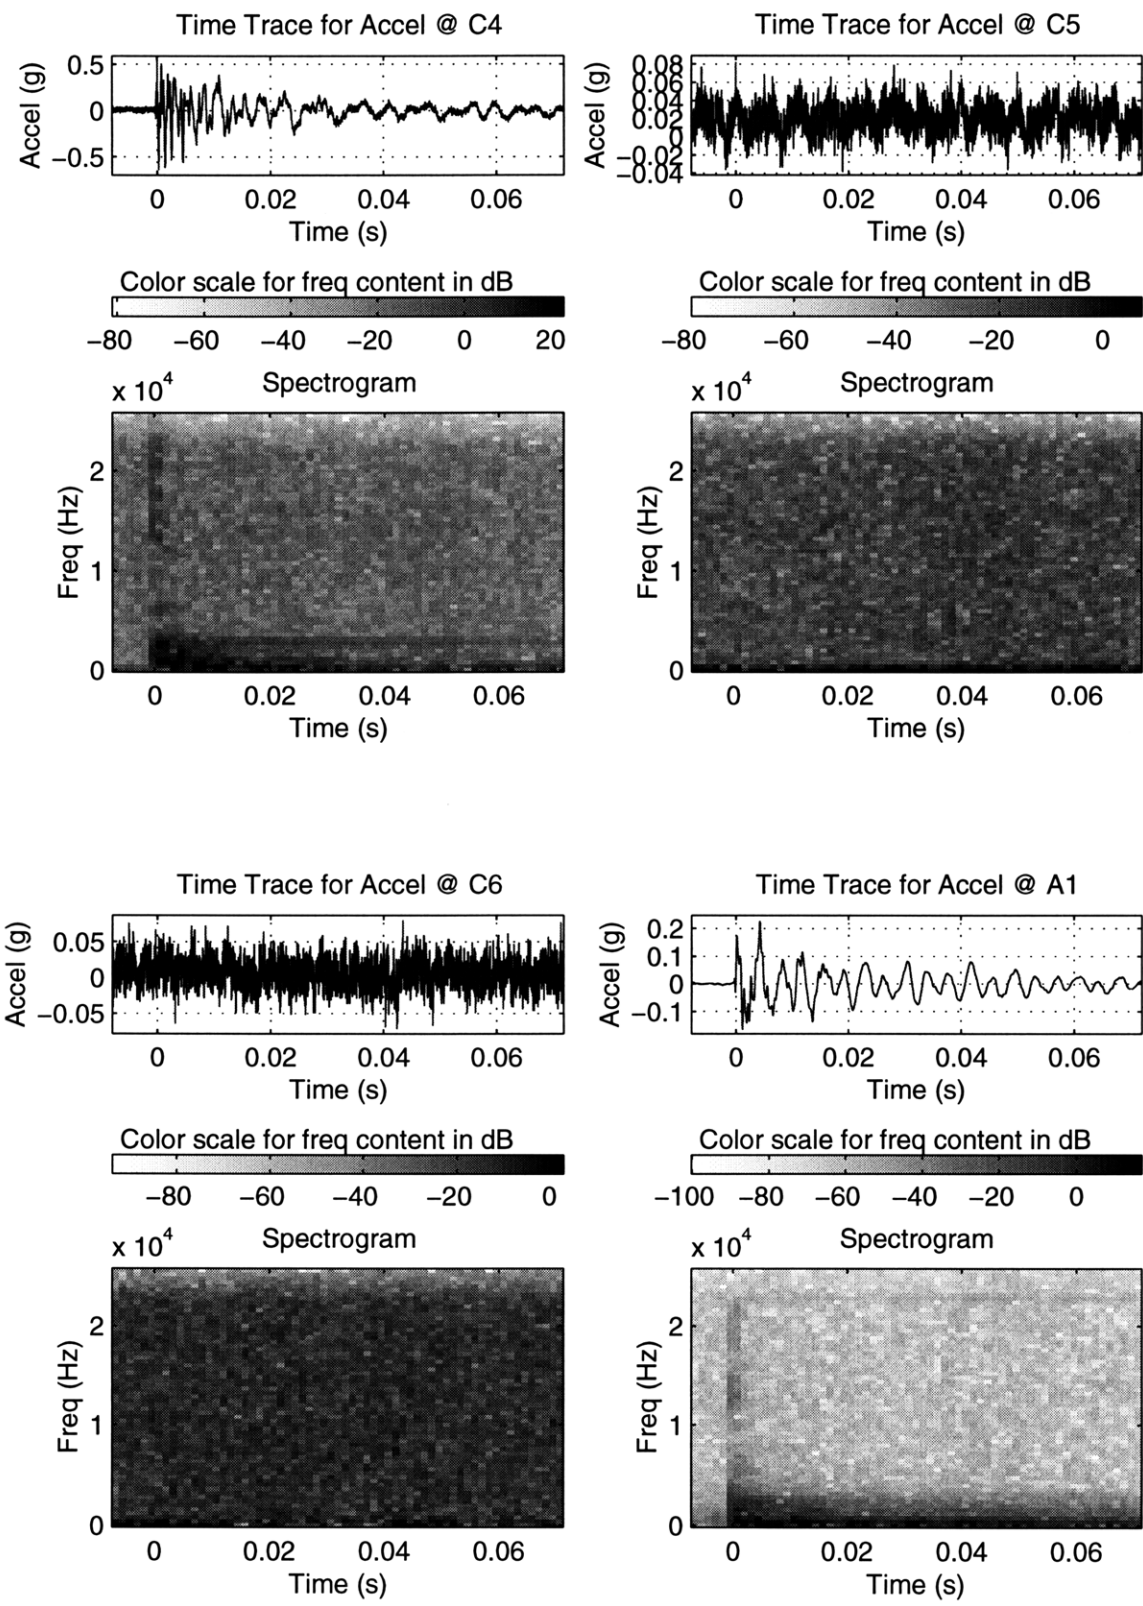 Time Trace for Accel @ C4
0.5
0
−0.5
Accel (g)
0 0.02 0.04 0.06
Time (s)
Color scale for freq content in dB
−80 −60 −40 −20 0 20
x 10^4
Spectrogram
2
1
0
Freq (Hz)
0 0.02 0.04 0.06
Time (s)
Time Trace for Accel @ C5
0.08
0.06
0.04
0.02
0
−0.02
−0.04
Accel (g)
0 0.02 0.04 0.06
Time (s)
Color scale for freq content in dB
−80 −60 −40 −20 0
x 10^4
Spectrogram
2
1
0
Freq (Hz)
0 0.02 0.04 0.06
Time (s)
Time Trace for Accel @ C6
0.05
0
−0.05
Accel (g)
0 0.02 0.04 0.06
Time (s)
Color scale for freq content in dB
−80 −60 −40 −20 0
x 10^4
Spectrogram
2
1
0
Freq (Hz)
0 0.02 0.04 0.06
Time (s)
Time Trace for Accel @ A1
0.2
0.1
0
−0.1
Accel (g)
0 0.02 0.04 0.06
Time (s)
Color scale for freq content in dB
−100 −80 −60 −40 −20 0
x 10^4
Spectrogram
2
1
0
Freq (Hz)
0 0.02 0.04 0.06
Time (s)